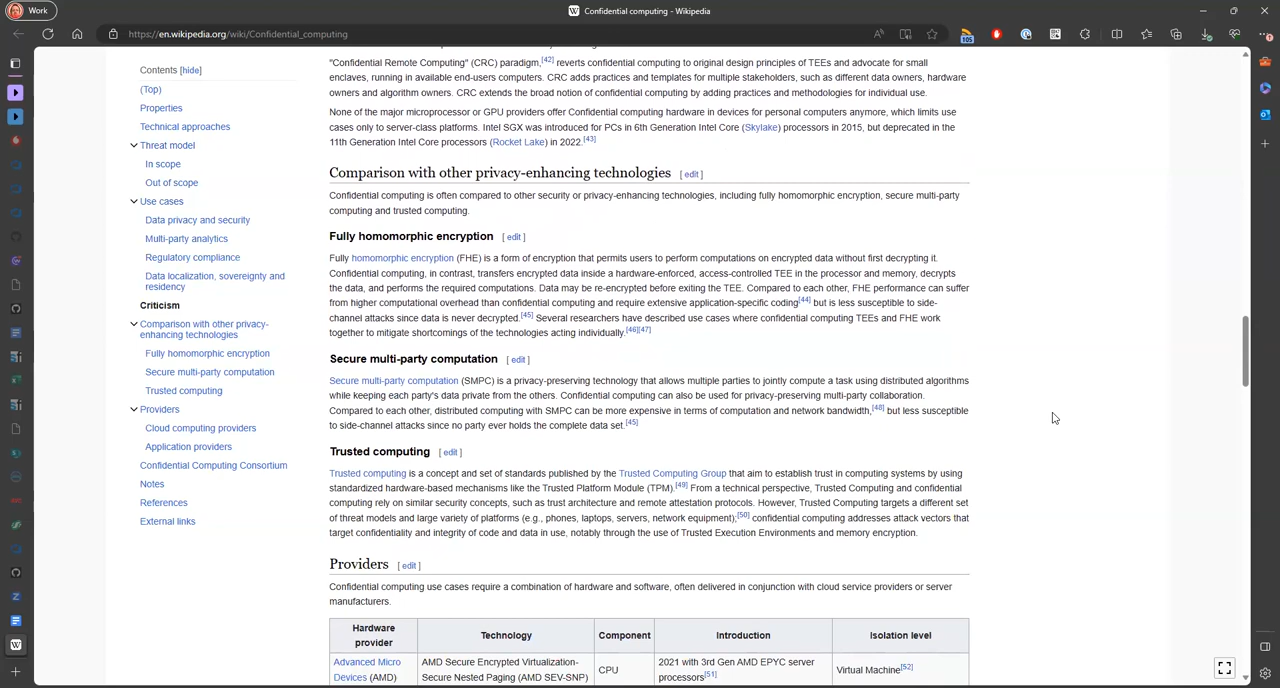 Work
Confidential computing - Wikipedia
https://en.wikipedia.org/wiki/Confidential_computing
105
Contents [hide]
(Top)
Properties
Technical approaches
Threat model
In scope
Out of scope
Use cases
Data privacy and security
Multi-party analytics
Regulatory compliance
Data localization, sovereignty and
residency
Criticism
Comparison with other privacy-
enhancing technologies
Fully homomorphic encryption
Secure multi-party computation
Trusted computing
Providers
Cloud computing providers
Application providers
Confidential Computing Consortium
Notes
References
External links
"Confidential Remote Computing" (CRC) paradigm,[42] reverts confidential computing to original design principles of TEEs and advocate for small
enclaves, running in available end-users computers. CRC adds practices and templates for multiple stakeholders, such as different data owners, hardware
owners and algorithm owners. CRC extends the broad notion of confidential computing by adding practices and methodologies for individual use.
None of the major microprocessor or GPU providers offer Confidential computing hardware in devices for personal computers anymore, which limits use
cases only to server-class platforms. Intel SGX was introduced for PCs in 6th Generation Intel Core (Skylake) processors in 2015, but deprecated in the
11th Generation Intel Core processors (Rocket Lake) in 2022.[43]
Comparison with other privacy-enhancing technologies [ edit ]
Confidential computing is often compared to other security or privacy-enhancing technologies, including fully homomorphic encryption, secure multi-party
computing and trusted computing.
Fully homomorphic encryption [ edit ]
Fully homomorphic encryption (FHE) is a form of encryption that permits users to perform computations on encrypted data without first decrypting it.
Confidential computing, in contrast, transfers encrypted data inside a hardware-enforced, access-controlled TEE in the processor and memory, decrypts
the data, and performs the required computations. Data may be re-encrypted before exiting the TEE. Compared to each other, FHE performance can suffer
from higher computational overhead than confidential computing and require extensive application-specific coding[44] but is less susceptible to side-
channel attacks since data is never decrypted.[45] Several researchers have described use cases where confidential computing TEEs and FHE work
together to mitigate shortcomings of the technologies acting individually.[46][47]
Secure multi-party computation [ edit ]
Secure multi-party computation (SMPC) is a privacy-preserving technology that allows multiple parties to jointly compute a task using distributed algorithms
while keeping each party's data private from the others. Confidential computing can also be used for privacy-preserving multi-party collaboration.
Compared to each other, distributed computing with SMPC can be more expensive in terms of computation and network bandwidth,[48] but less susceptible
to side-channel attacks since no party ever holds the complete data set.[45]
Trusted computing [ edit ]
Trusted computing is a concept and set of standards published by the Trusted Computing Group that aim to establish trust in computing systems by using
standardized hardware-based mechanisms like the Trusted Platform Module (TPM).[49] From a technical perspective, Trusted Computing and confidential
computing rely on similar security concepts, such as trust architecture and remote attestation protocols. However, Trusted Computing targets a different set
of threat models and large variety of platforms (e.g., phones, laptops, servers, network equipment);[50] confidential computing addresses attack vectors that
target confidentiality and integrity of code and data in use, notably through the use of Trusted Execution Environments and memory encryption.
Providers [ edit ]
Confidential computing use cases require a combination of hardware and software, often delivered in conjunction with cloud service providers or server
manufacturers.
Hardware provider Technology Component Introduction Isolation level
Advanced Micro Devices (AMD) AMD Secure Encrypted Virtualization-Secure Nested Paging (AMD SEV-SNP) CPU 2021 with 3rd Gen AMD EPYC server processors[51] Virtual Machine[52]